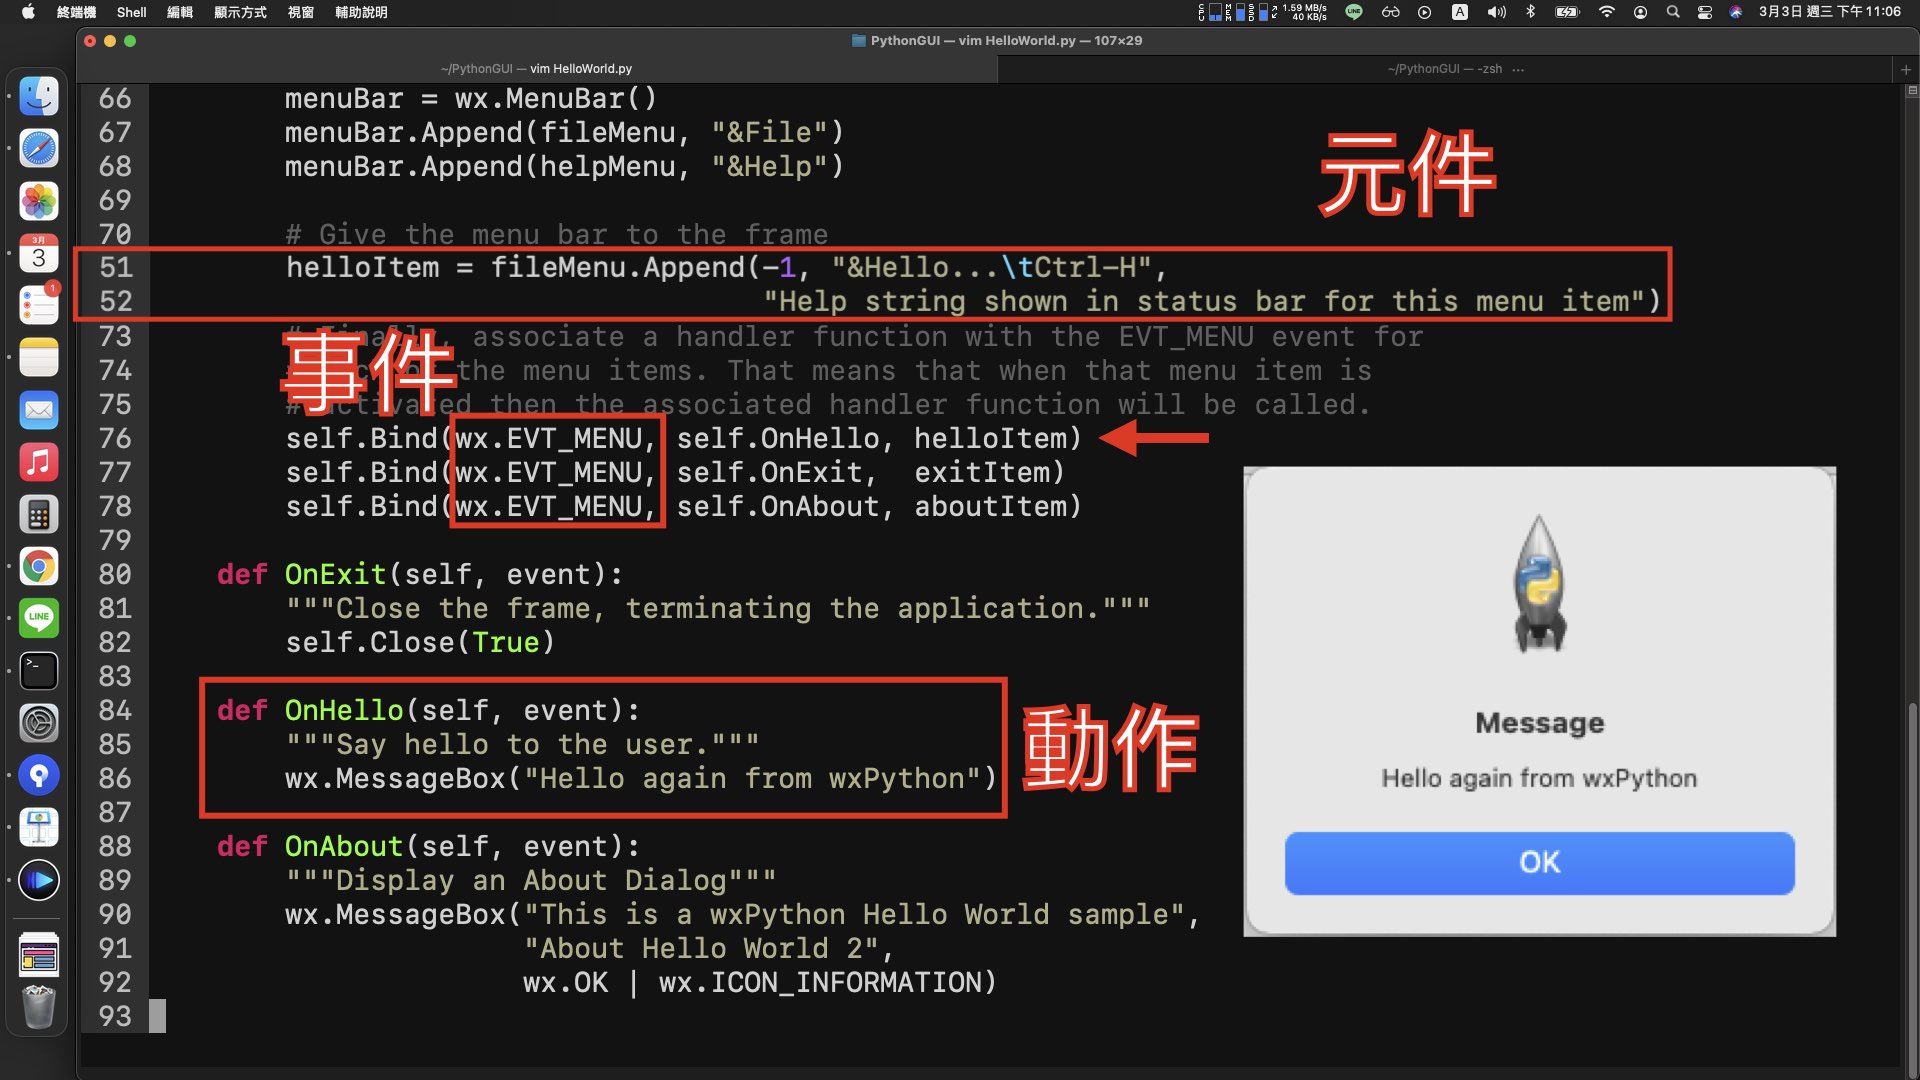 終端機 Shell 編輯 顯示方式 視窗 輔助說明
CPU MEM SSD 1.59 MB/s 40 KB/s LINE A 3月3日 週三 下午11:06
PythonGUI — vim HelloWorld.py — 107×29
~/PythonGUI — vim HelloWorld.py
~/PythonGUI — -zsh ...
3月
3
1
LINE
66 menuBar = wx.MenuBar()
67 menuBar.Append(fileMenu, "&File")
68 menuBar.Append(helpMenu, "&Help")
元件
69
70 # Give the menu bar to the frame
51 helloItem = fileMenu.Append(-1, "&Hello...\tCtrl-H",
52 "Help string shown in status bar for this menu item")
73 associate a handler function with the EVT_MENU event for
事件
74 the menu items. That means that when that menu item is
75 # activated then the associated handler function will be called.
76 self.Bind(wx.EVT_MENU, self.OnHello, helloItem)
77 self.Bind(wx.EVT_MENU, self.OnExit, exitItem)
78 self.Bind(wx.EVT_MENU, self.OnAbout, aboutItem)
79
80 def OnExit(self, event):
81 """Close the frame, terminating the application."""
82 self.Close(True)
83
84 def OnHello(self, event):
85 """Say hello to the user."""
86 wx.MessageBox("Hello again from wxPython")
動作
87
88 def OnAbout(self, event):
89 """Display an About Dialog"""
90 wx.MessageBox("This is a wxPython Hello World sample",
91 "About Hello World 2",
92 wx.OK | wx.ICON_INFORMATION)
93
Message
Hello again from wxPython
OK